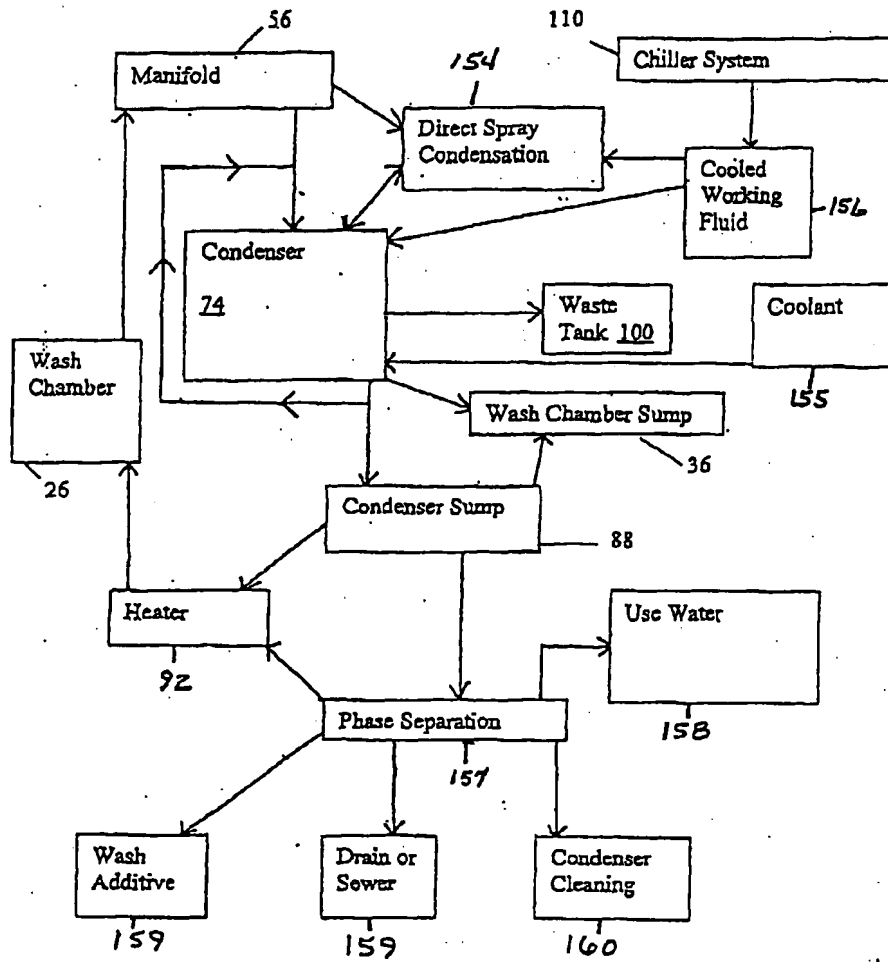 56
110
Manifold
154
Chiller System
Direct Spray
Condensation
Cooled
Working
Fluid
156
Condenser
74
Waste
Tank 100
Coolant
155
Wash
Chamber
26
Wash Chamber Sump
36
Condenser Sump
88
Heater
92
Use Water
158
Phase Separation
157
Wash
Additive
159
Drain or
Sewer
159
Condenser
Cleaning
160